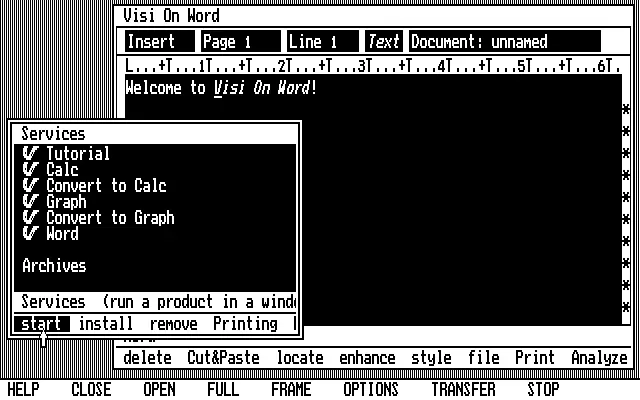 Visi On Word
Insert Page 1 Line 1 Text Document: unnamed
L...+T...1T...+T...2T...+T...3T...+T...4T...+T...5T...+T...6T.
Welcome to Visi On Word!
Services
Tutorial
Calc
Convert to Calc
Graph
Convert to Graph
Word
Archives
Services (run a product in a wind
start install remove Printing
delete Cut&Paste locate enhance style file Print Analyze
HELP CLOSE OPEN FULL FRAME OPTIONS TRANSFER STOP